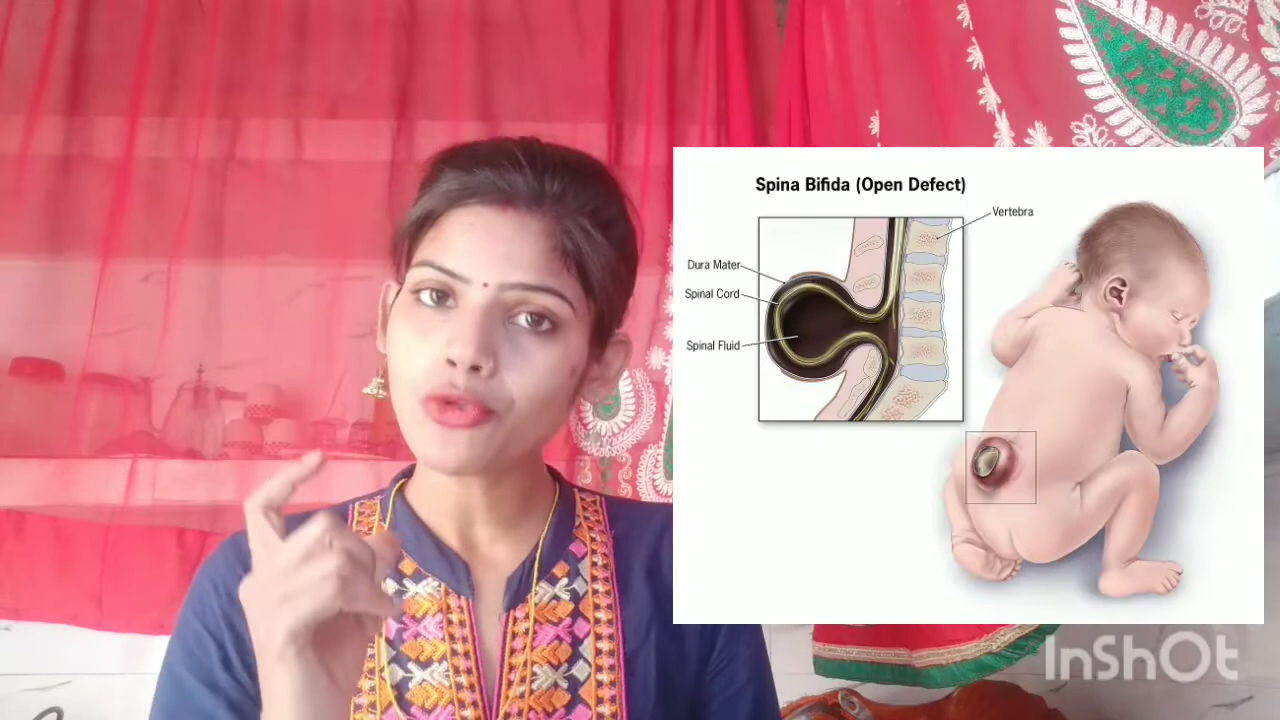 Spina Bifida (Open Defect)
Vertebra
Dura Mater
Spinal Cord
Spinal Fluid
InShOt